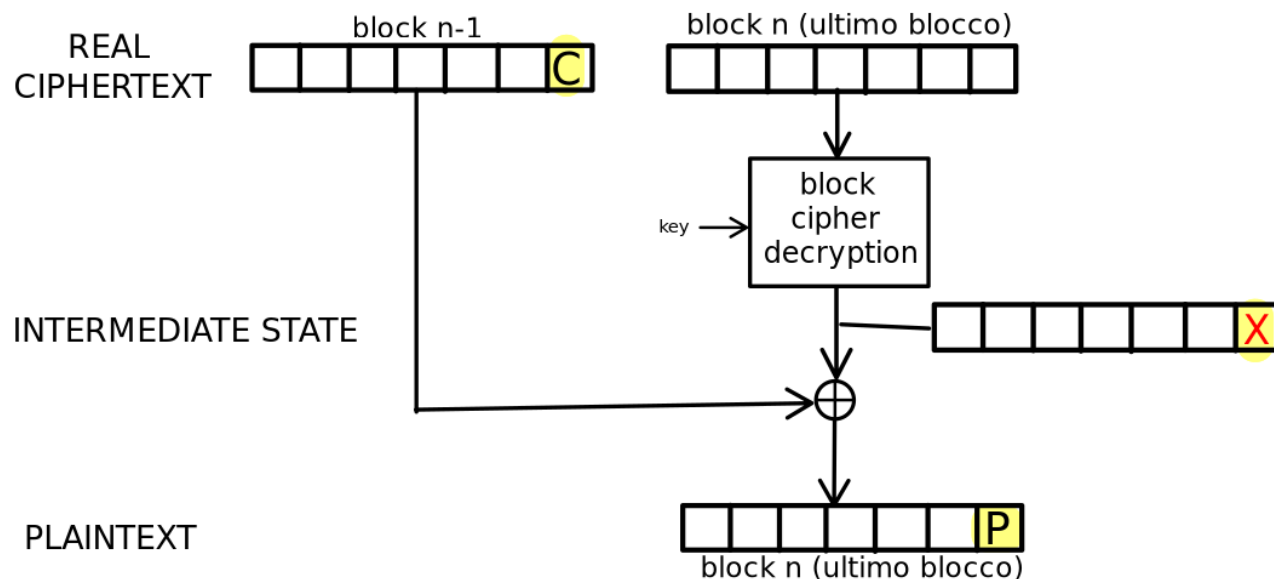 REAL
CIPHERTEXT
block n-1
C
block n (ultimo blocco)
block
cipher
decryption
key
INTERMEDIATE STATE
X
PLAINTEXT
P
block n (ultimo blocco)